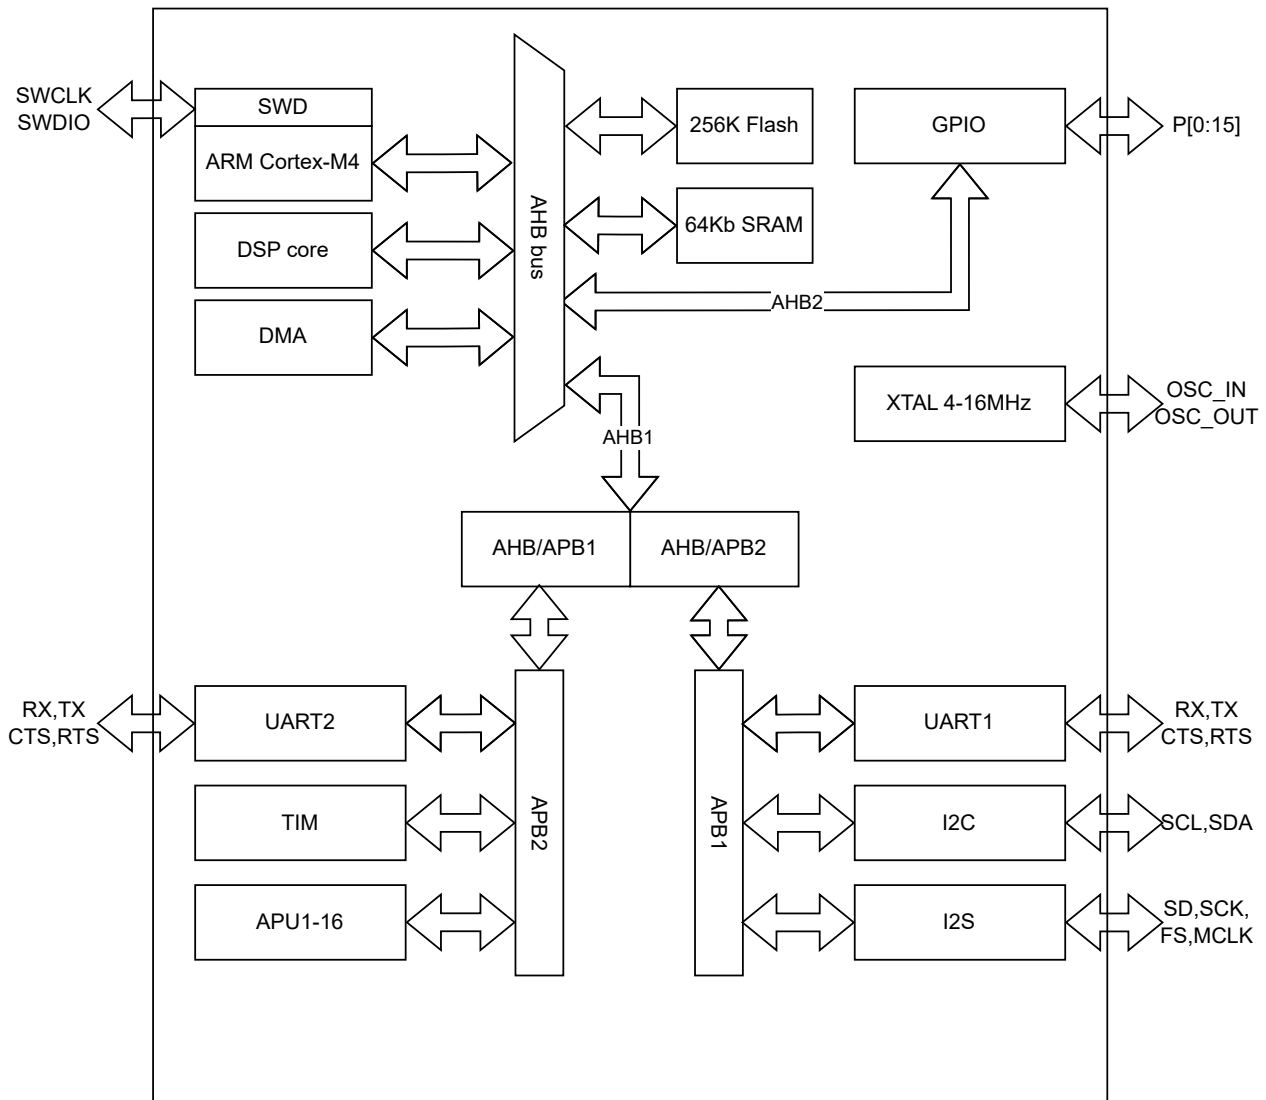 SWCLK
SWDIO
SWD
ARM Cortex-M4
DSP core
DMA
AHB bus
256K Flash
64Kb SRAM
GPIO
P[0:15]
AHB2
XTAL 4-16MHz
OSC_IN
OSC_OUT
AHB1
AHB/APB1
AHB/APB2
RX,TX
CTS,RTS
UART2
TIM
APU1-16
APB2
APB1
UART1
I2C
I2S
RX,TX
CTS,RTS
SCL,SDA
SD,SCK,
FS,MCLK